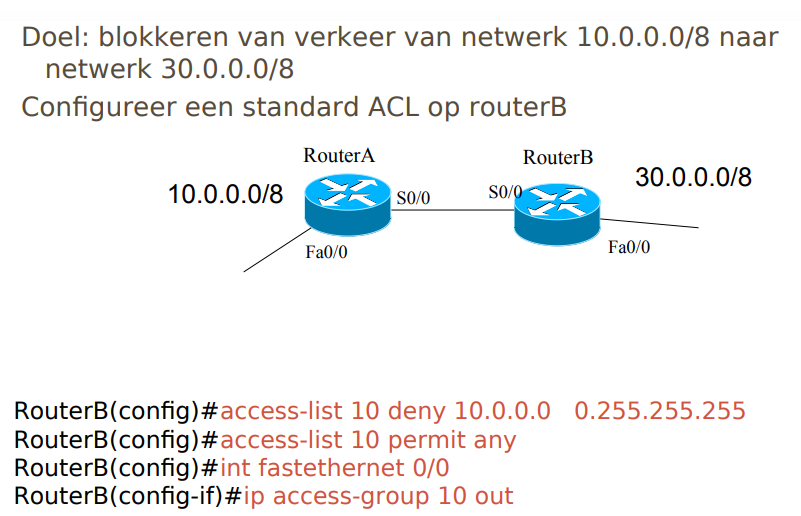 Doel: blokkeren van verkeer van netwerk 10.0.0.0/8 naar
netwerk 30.0.0.0/8
Configureer een standard ACL op routerB
RouterA
RouterB
10.0.0.0/8
S0/0
S0/0
30.0.0.0/8
Fa0/0
Fa0/0
RouterB(config)#access-list 10 deny 10.0.0.0   0.255.255.255
RouterB(config)#access-list 10 permit any
RouterB(config)#int fastethernet 0/0
RouterB(config-if)#ip access-group 10 out